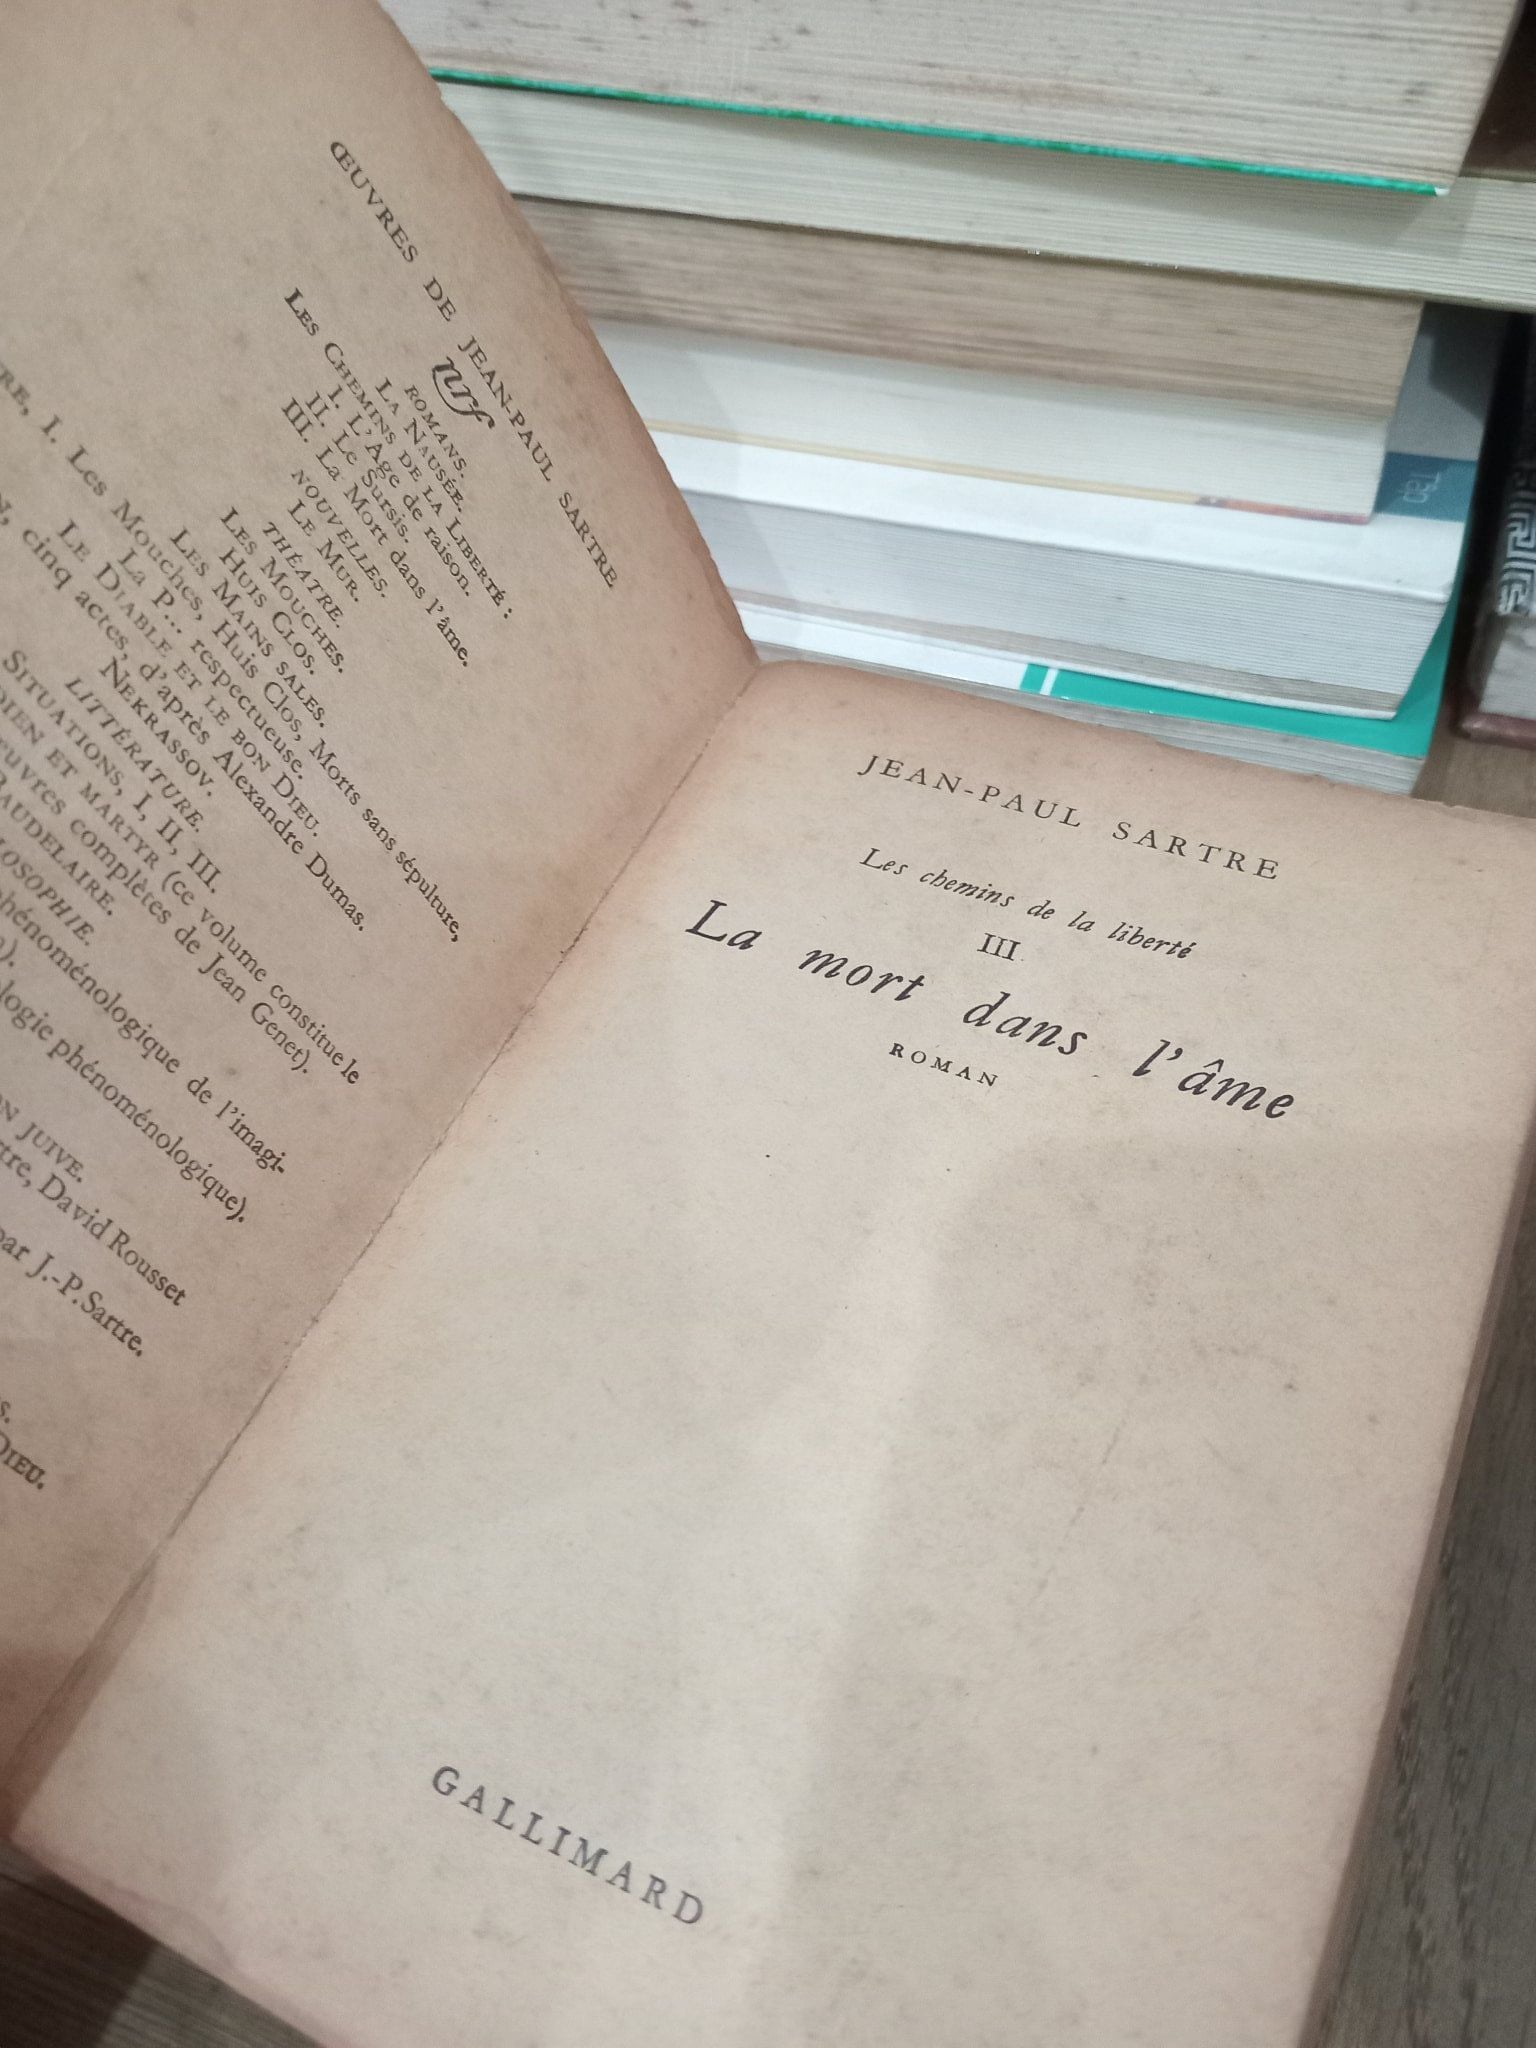 ŒUVRES DE JEAN-PAUL SARTRE
nrf
ROMANS.
LA NAUSÉE.
LES CHEMINS DE LA LIBERTÉ :
I. L'Age de raison.
II. Le Sursis.
III. La Mort dans l'âme.
NOUVELLES.
LE MUR.
THÉATRE.
LES MOUCHES.
HUIS CLOS.
LES MAINS SALES.
La P... respectueuse.
I. Les Mouches, Huis Clos, Morts sans sépulture,
LE DIABLE ET LE BON DIEU.
cinq actes, d'après Alexandre Dumas.
NEKRASSOV.
LITTÉRATURE.
SITUATIONS, I, II, III.
ET MARTYR (ce volume constitue le
complètes de Jean Genet).
BAUDELAIRE.
phénoménologique de l'imagi-
phénoménologique).
JUIVE.
David Rousset
par J.-P. Sartre.
DIEU.
JEAN-PAUL SARTRE
Les chemins de la liberté
III
La mort dans l'âme
ROMAN
GALLIMARD